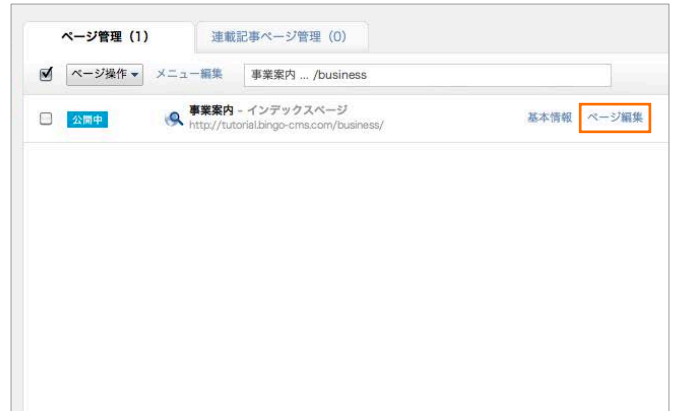 ページ管理（1）
連載記事ページ管理（0）
ページ操作 メニュー編集 事業案内 ... /business
公開中 事業案内 - インデックスページ 基本情報 ページ編集
http://tutorial.bingo-cms.com/business/